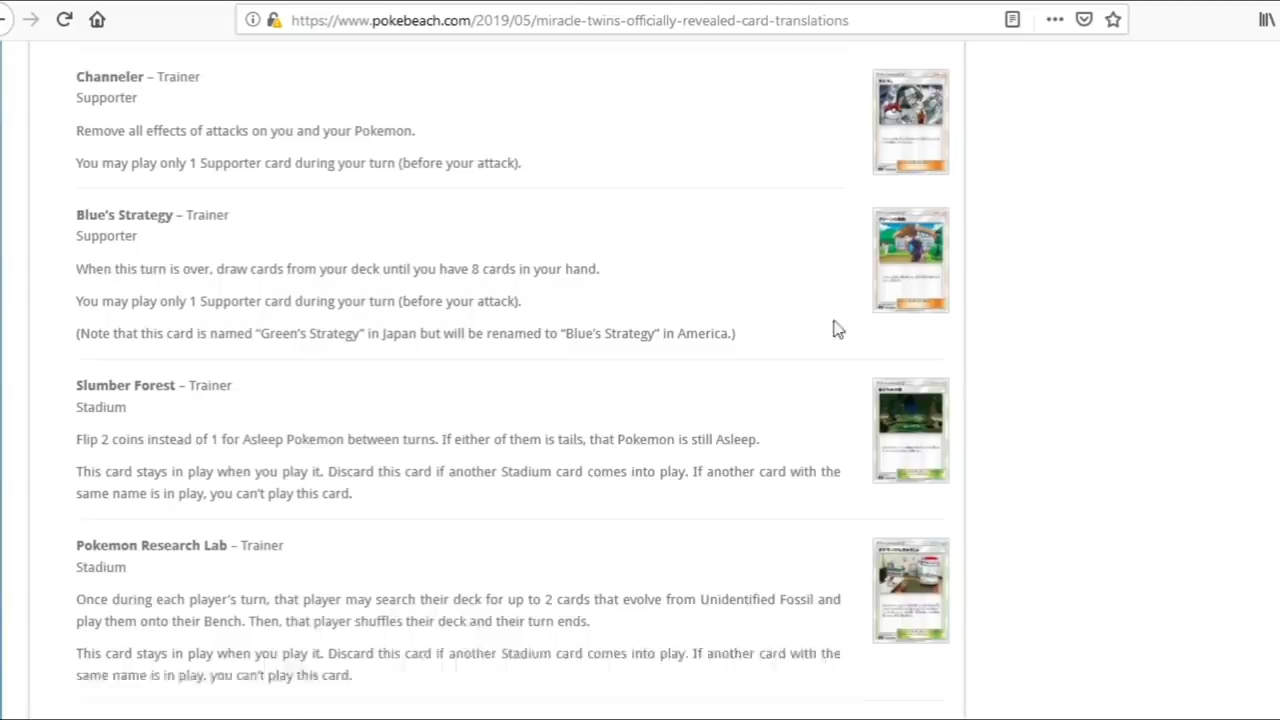 https://www.pokebeach.com/2019/05/miracle-twins-officially-revealed-card-translations
Channeler – Trainer
Supporter
Remove all effects of attacks on you and your Pokemon.
You may play only 1 Supporter card during your turn (before your attack).
Blue's Strategy – Trainer
Supporter
When this turn is over, draw cards from your deck until you have 8 cards in your hand.
You may play only 1 Supporter card during your turn (before your attack).
(Note that this card is named “Green's Strategy” in Japan but will be renamed to “Blue's Strategy” in America.)
Slumber Forest – Trainer
Stadium
Flip 2 coins instead of 1 for Asleep Pokemon between turns. If either of them is tails, that Pokemon is still Asleep.
This card stays in play when you play it. Discard this card if another Stadium card comes into play. If another card with the
same name is in play, you can't play this card.
Pokemon Research Lab – Trainer
Stadium
Once during each player's turn, that player may search their deck for up to 2 cards that evolve from Unidentified Fossil and
play them onto their Bench. Then, that player shuffles their deck and their turn ends.
This card stays in play when you play it. Discard this card if another Stadium card comes into play. If another card with the
same name is in play, you can't play this card.